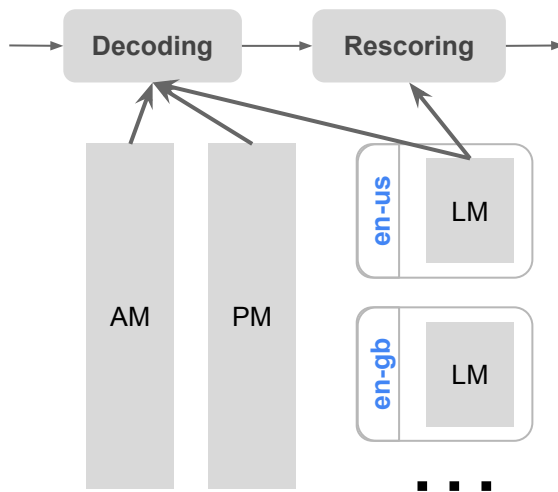 Decoding
Rescoring
AM
PM
en-us
LM
en-gb
LM
...